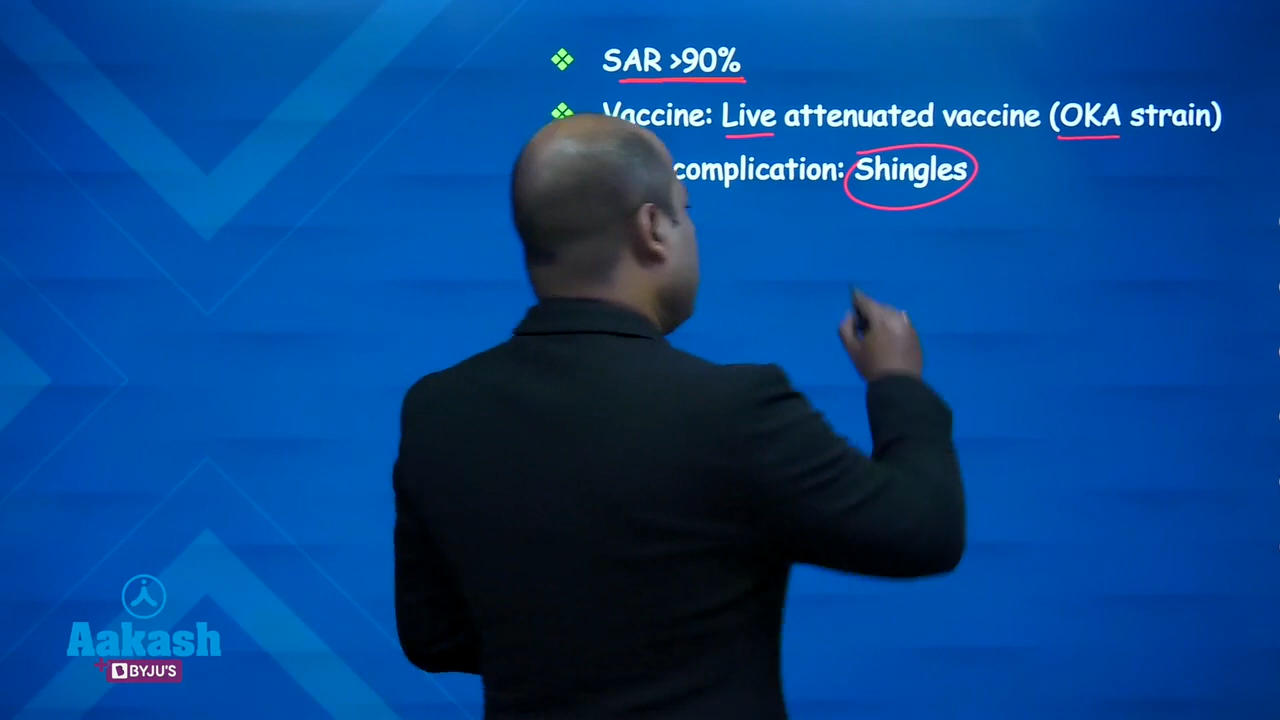 SAR >90%
Vaccine: Live attenuated vaccine (OKA strain)
complication: Shingles
Aakash
BYJU'S